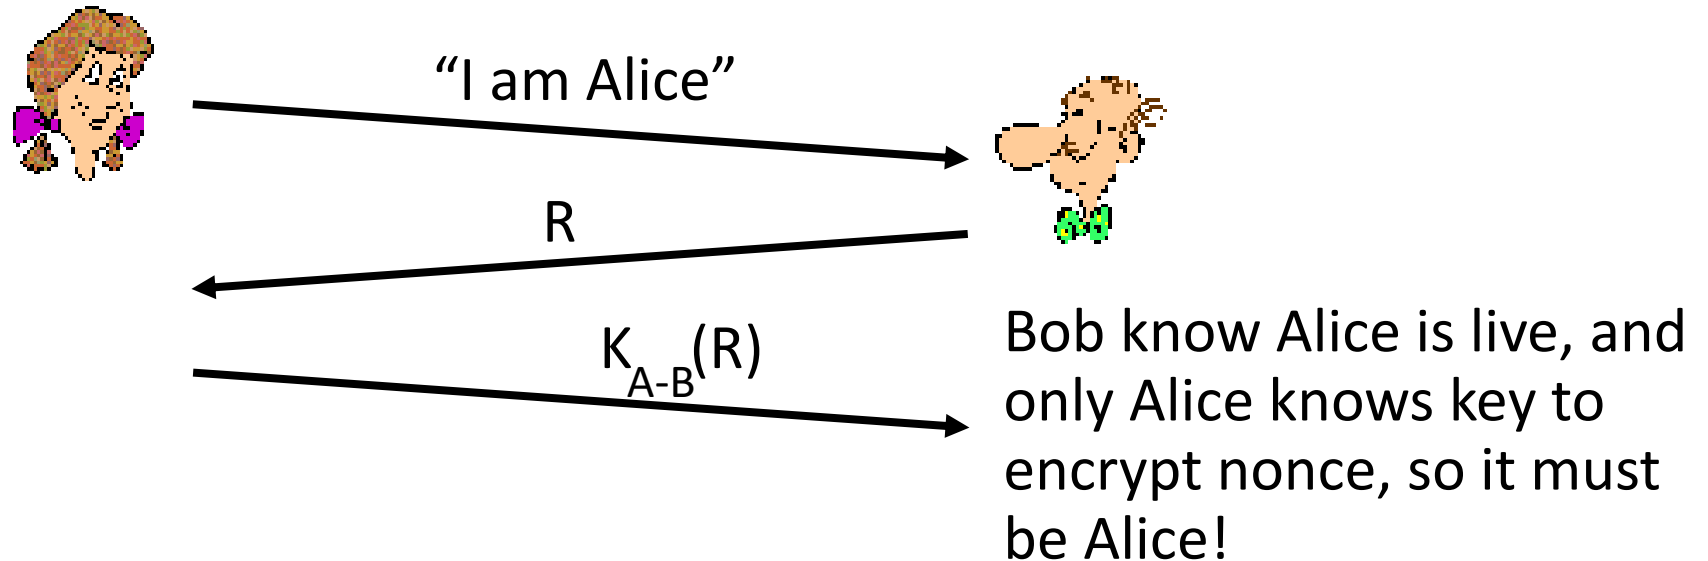 “I am Alice”
R
K_A-B(R)
Bob know Alice is live, and
only Alice knows key to
encrypt nonce, so it must
be Alice!